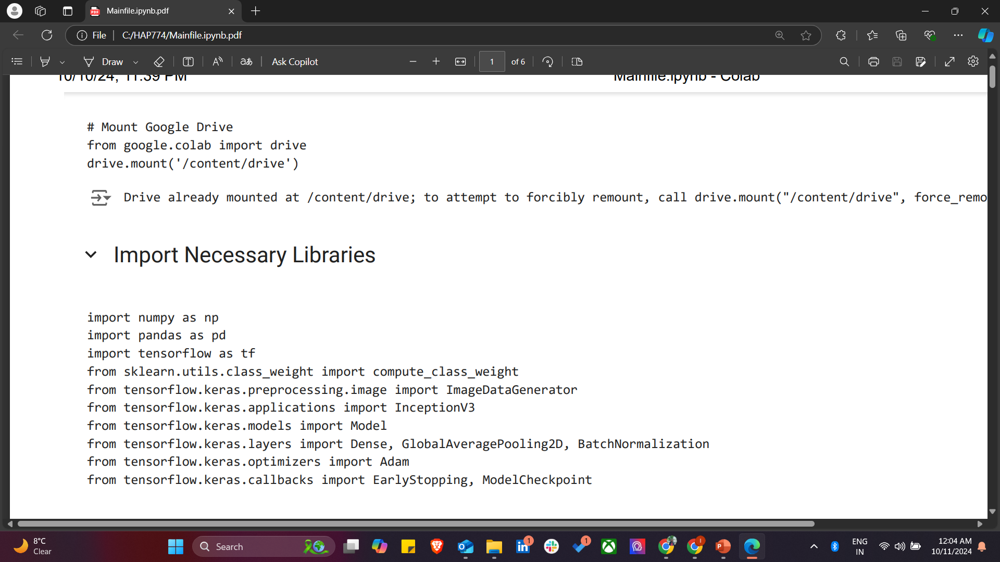 Mainfile.ipynb.pdf
File
C:/HAP774/Mainfile.ipynb.pdf
Draw
Ask Copilot
1 of 6
10/10/24, 11:39 PM Mainfile.ipynb - Colab
# Mount Google Drive
from google.colab import drive
drive.mount('/content/drive')
Drive already mounted at /content/drive; to attempt to forcibly remount, call drive.mount("/content/drive", force_remo
Import Necessary Libraries
import numpy as np
import pandas as pd
import tensorflow as tf
from sklearn.utils.class_weight import compute_class_weight
from tensorflow.keras.preprocessing.image import ImageDataGenerator
from tensorflow.keras.applications import InceptionV3
from tensorflow.keras.models import Model
from tensorflow.keras.layers import Dense, GlobalAveragePooling2D, BatchNormalization
from tensorflow.keras.optimizers import Adam
from tensorflow.keras.callbacks import EarlyStopping, ModelCheckpoint
8°C
Clear
Search
1
1
ENG
IN
12:04 AM
10/11/2024